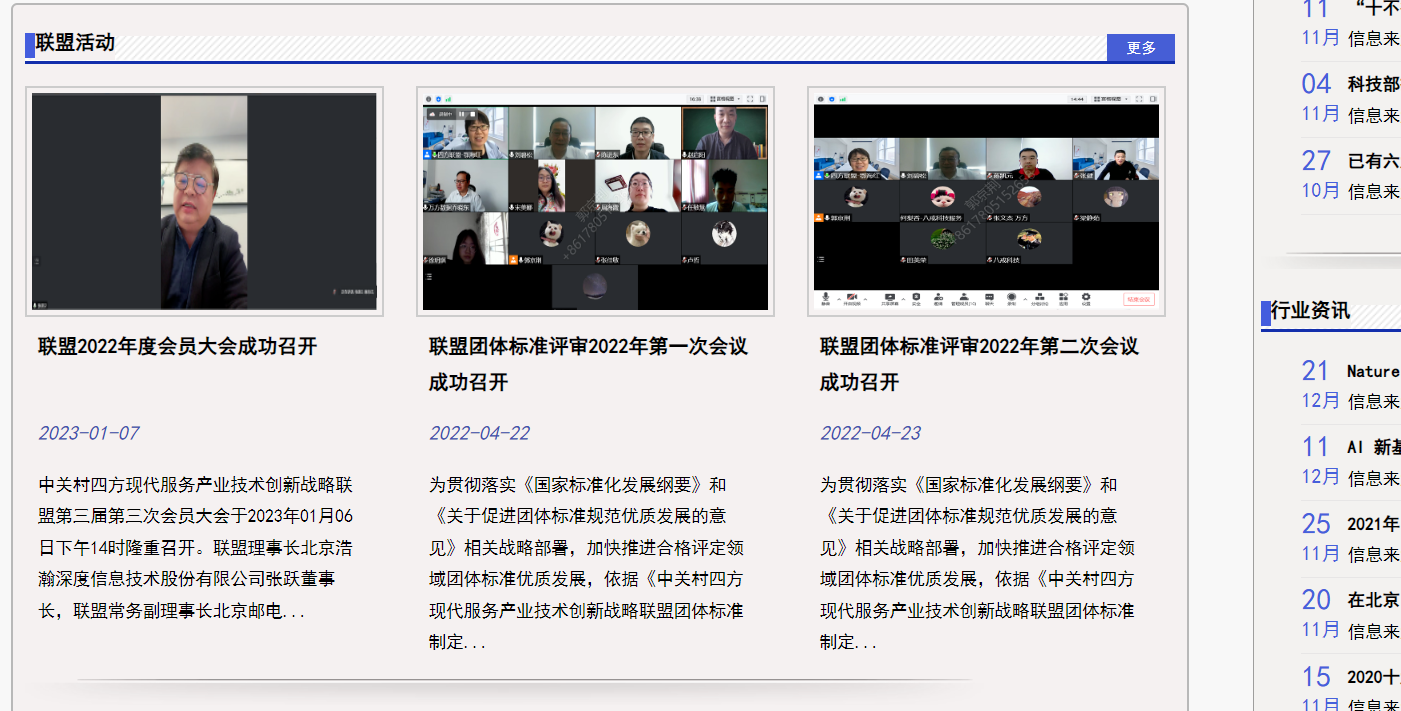 联盟活动
更多
联盟2022年度会员大会成功召开
2023-01-07
中关村四方现代服务产业技术创新战略联
盟第三届第三次会员大会于2023年01月06
日下午14时隆重召开。联盟理事长北京浩
瀚深度信息技术股份有限公司张跃董事
长，联盟常务副理事长北京邮电...
联盟团体标准评审2022年第一次会议
成功召开
2022-04-22
为贯彻落实《国家标准化发展纲要》和
《关于促进团体标准规范优质发展的意
见》相关战略部署，加快推进合格评定领
域团体标准优质发展，依据《中关村四方
现代服务产业技术创新战略联盟团体标准
制定...
联盟团体标准评审2022年第二次会议
成功召开
2022-04-23
为贯彻落实《国家标准化发展纲要》和
《关于促进团体标准规范优质发展的意
见》相关战略部署，加快推进合格评定领
域团体标准优质发展，依据《中关村四方
现代服务产业技术创新战略联盟团体标准
制定...
11 “十不
11月 信息来
04 科技部
11月 信息来
27 已有六
10月 信息来
行业资讯
21 Nature
12月 信息来
11 AI 新基
12月 信息来
25 2021年
11月 信息来
20 在北京
11月 信息来
15 2020十
11月 信息来